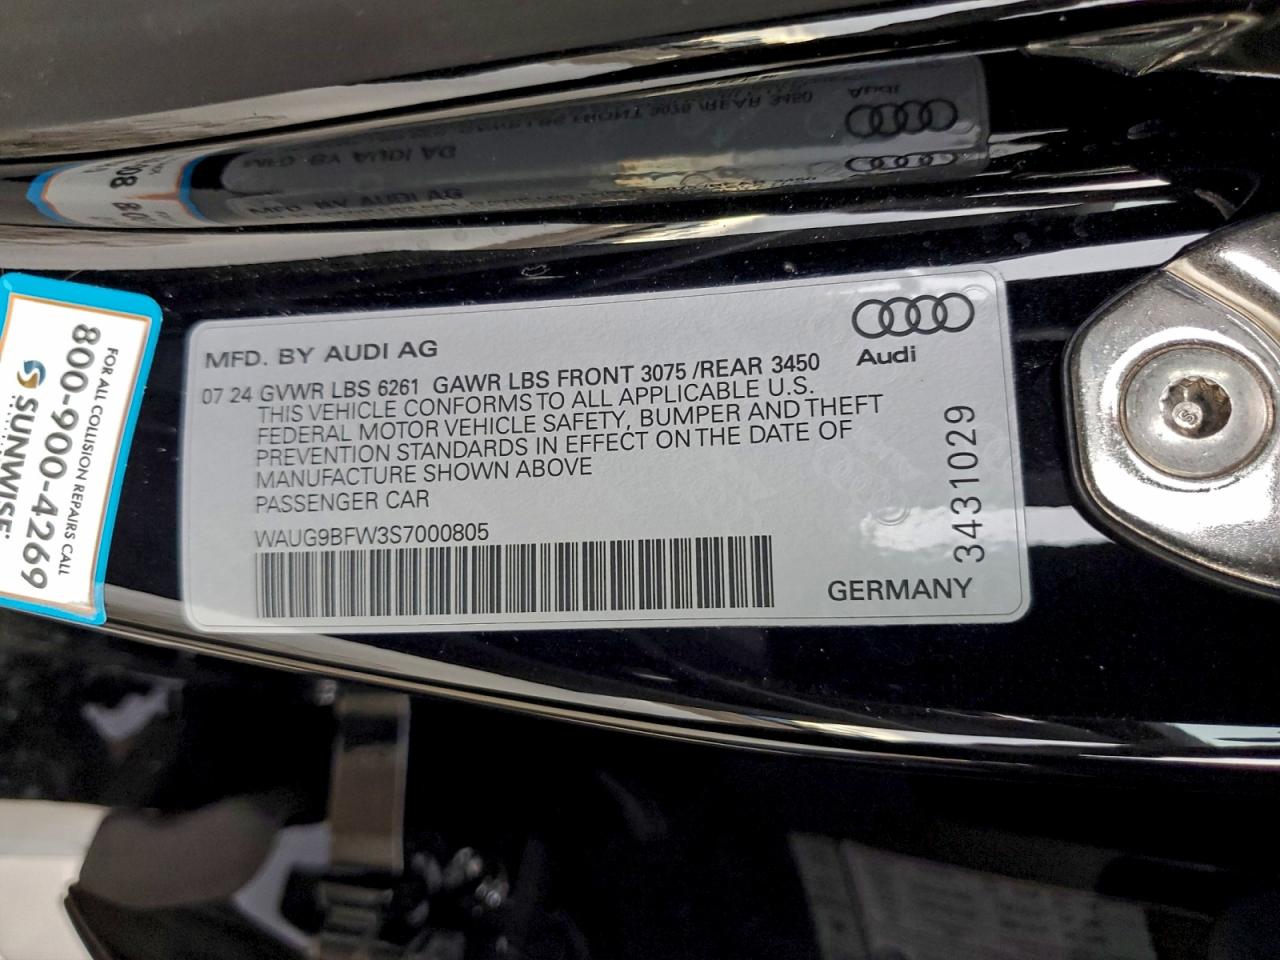 MFD. BY AUDI AG
Audi
07 24 GVWR LBS 6261 GAWR LBS FRONT 3075 /REAR 3450
THIS VEHICLE CONFORMS TO ALL APPLICABLE U.S.
FEDERAL MOTOR VEHICLE SAFETY, BUMPER AND THEFT
PREVENTION STANDARDS IN EFFECT ON THE DATE OF
MANUFACTURE SHOWN ABOVE
PASSENGER CAR
WAUG9BFW3S7000805
GERMANY
3431029
FOR ALL COLLISION REPAIRS CALL
800-900-4269
SUNWISE